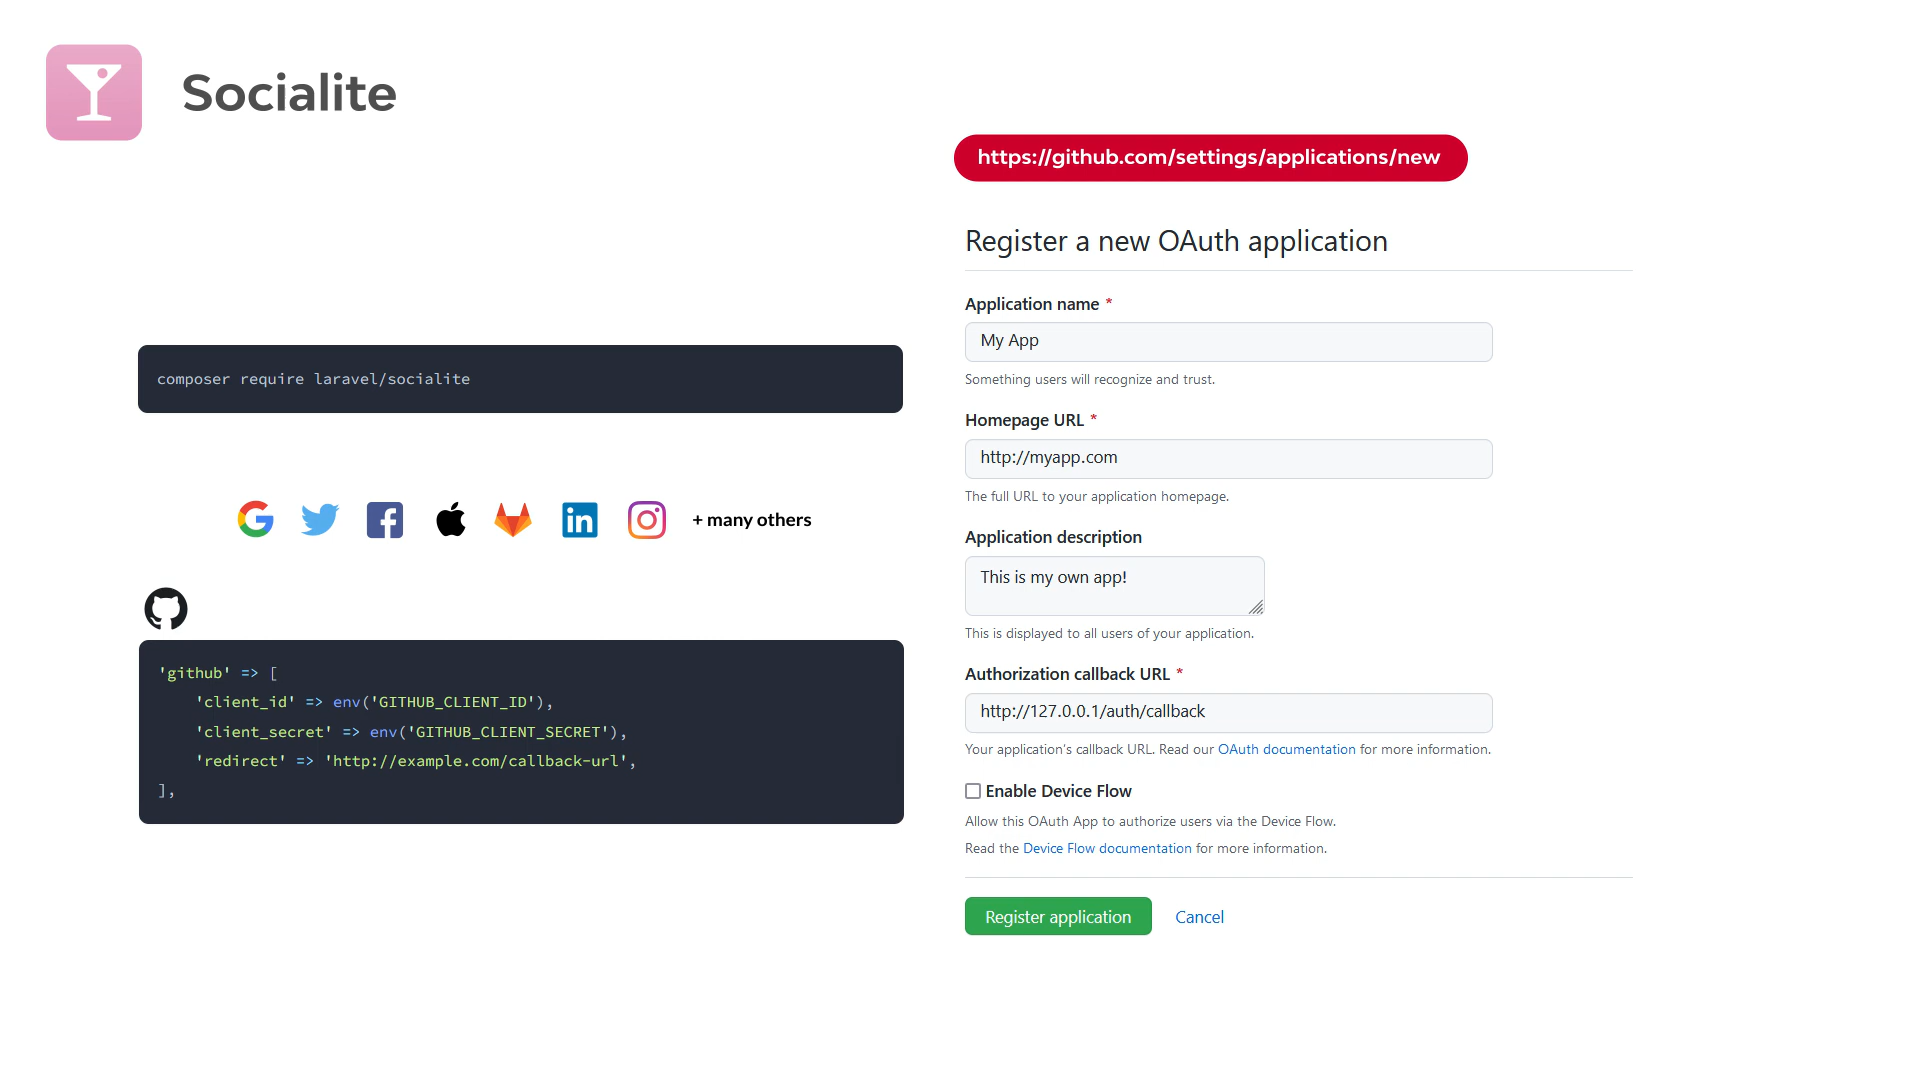 Socialite
composer require laravel/socialite
+ many others
'github' => [
    'client_id' => env('GITHUB_CLIENT_ID'),
    'client_secret' => env('GITHUB_CLIENT_SECRET'),
    'redirect' => 'http://example.com/callback-url',
],
https://github.com/settings/applications/new
Register a new OAuth application
Application name *
My App
Something users will recognize and trust.
Homepage URL *
http://myapp.com
The full URL to your application homepage.
Application description
This is my own app!
This is displayed to all users of your application.
Authorization callback URL *
http://127.0.0.1/auth/callback
Your application's callback URL. Read our OAuth documentation for more information.
Enable Device Flow
Allow this OAuth App to authorize users via the Device Flow.
Read the Device Flow documentation for more information.
Register application Cancel